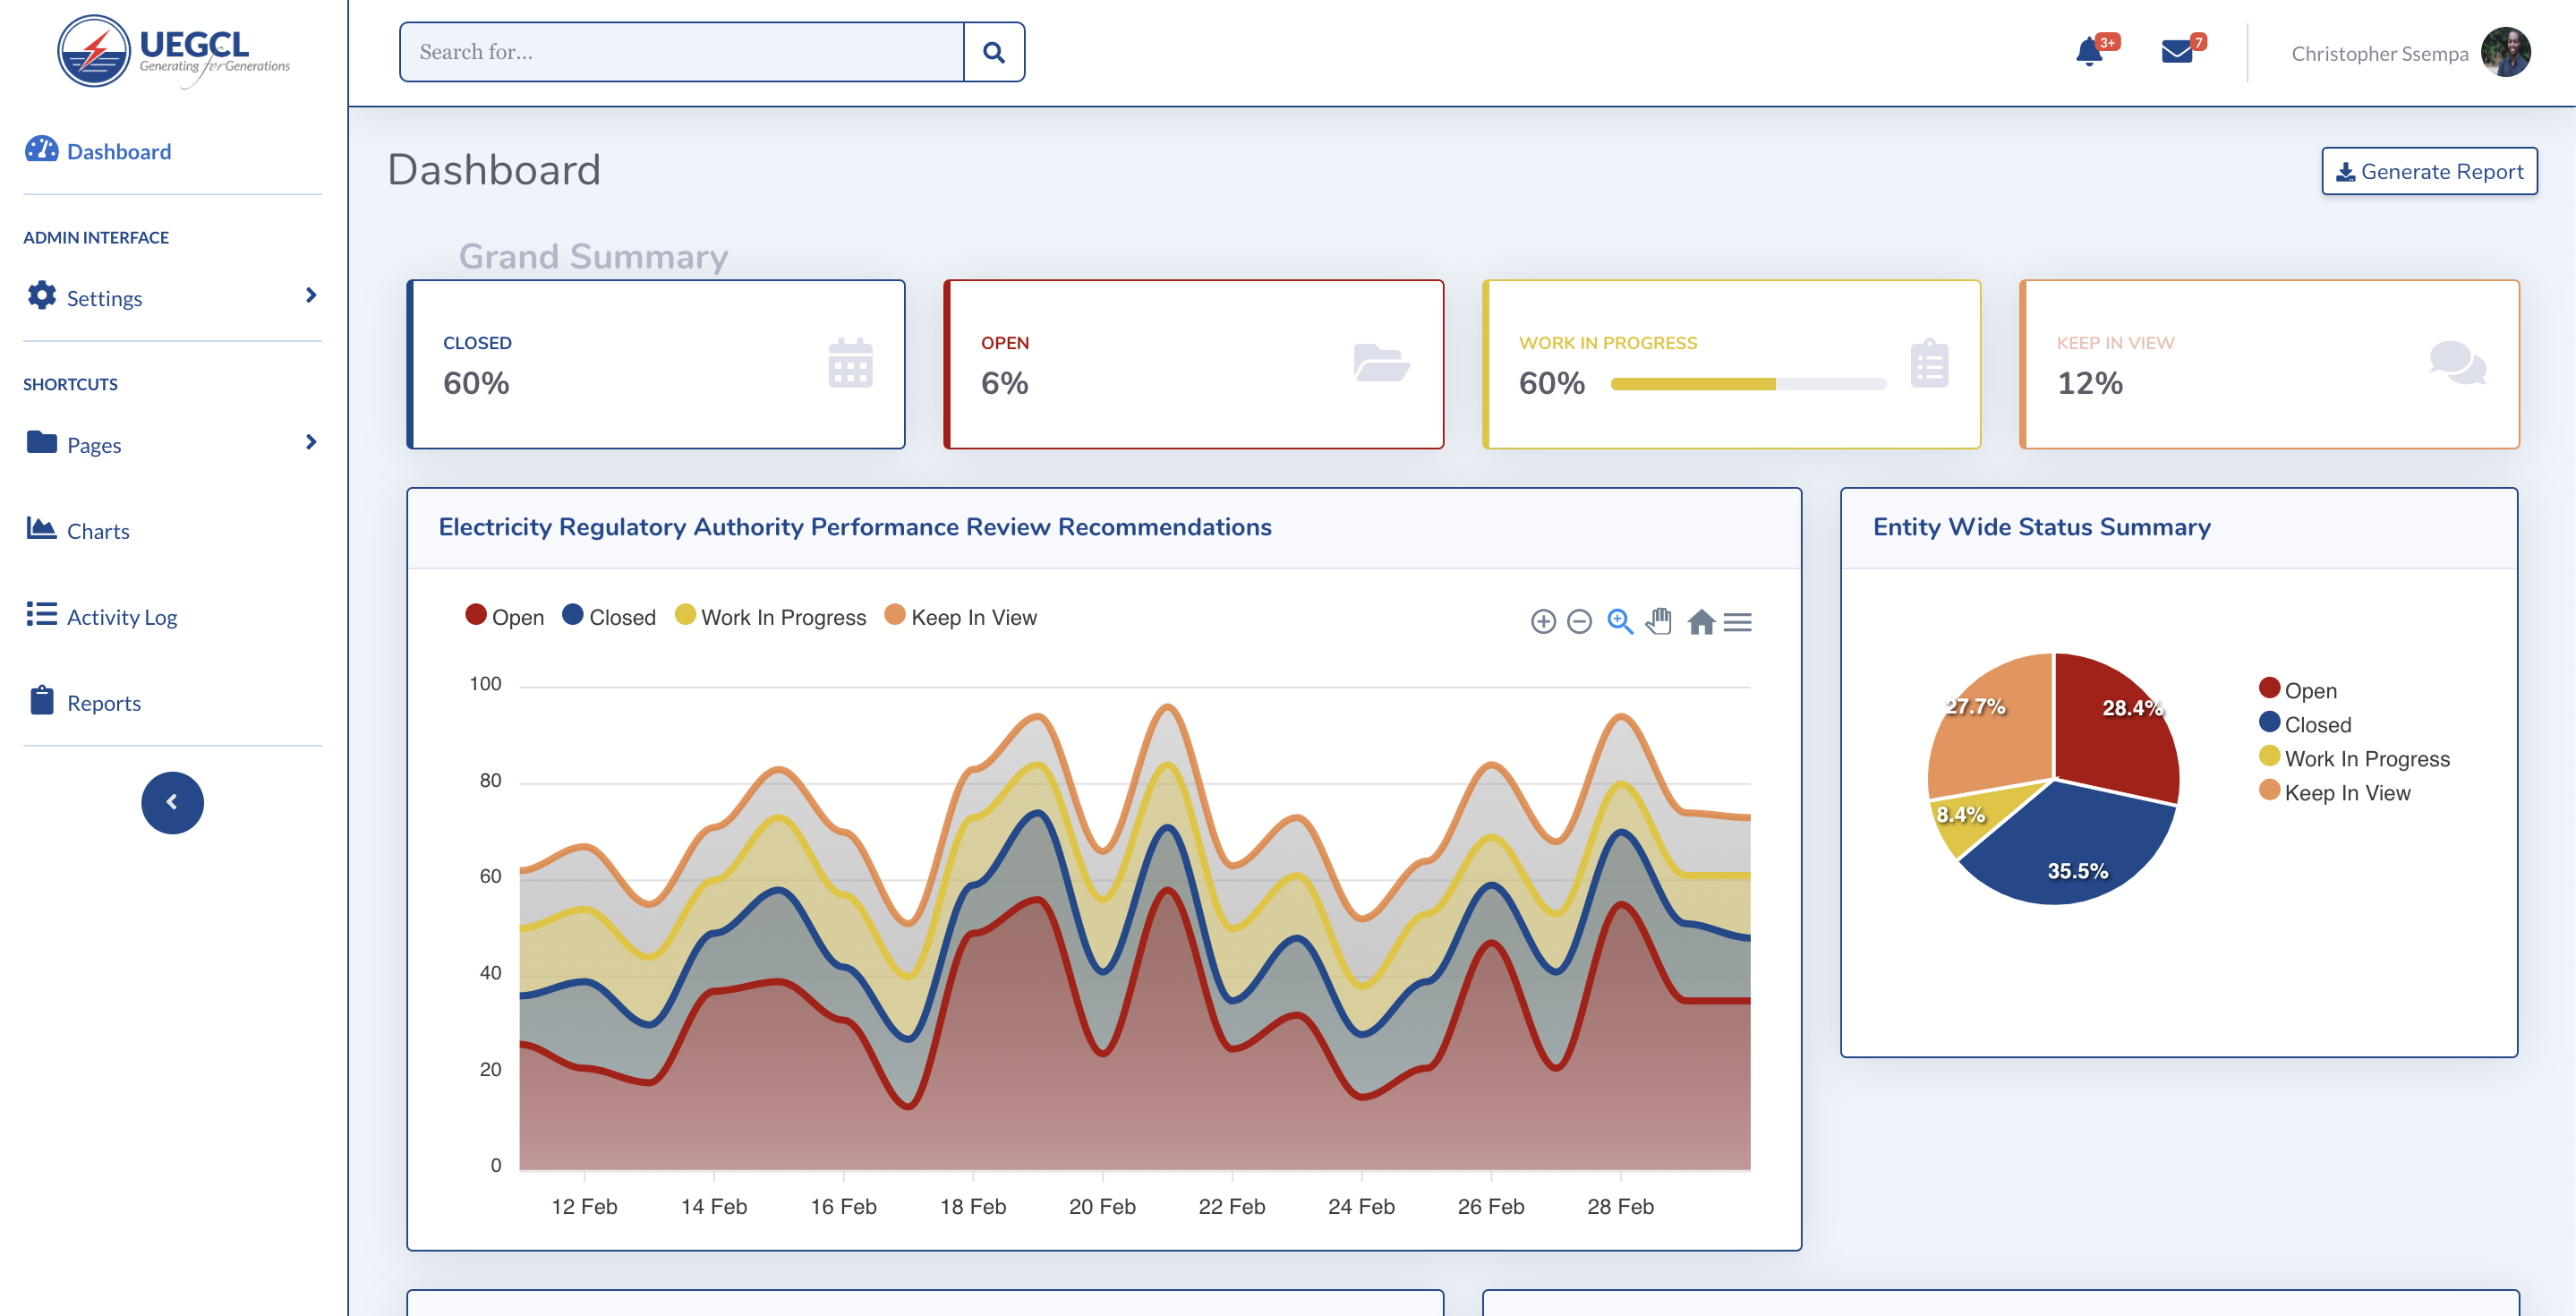 UEGCL
Generating for Generations
Search for...
3+
7
Christopher Ssempa
Dashboard
ADMIN INTERFACE
Settings
SHORTCUTS
Pages
Charts
Activity Log
Reports
Dashboard
Generate Report
Grand Summary
CLOSED
60%
OPEN
6%
WORK IN PROGRESS
60%
KEEP IN VIEW
12%
Electricity Regulatory Authority Performance Review Recommendations
Open Closed Work In Progress Keep In View
100
80
60
40
20
0
12 Feb 14 Feb 16 Feb 18 Feb 20 Feb 22 Feb 24 Feb 26 Feb 28 Feb
Entity Wide Status Summary
27.7% 28.4%
8.4%
35.5%
Open
Closed
Work In Progress
Keep In View